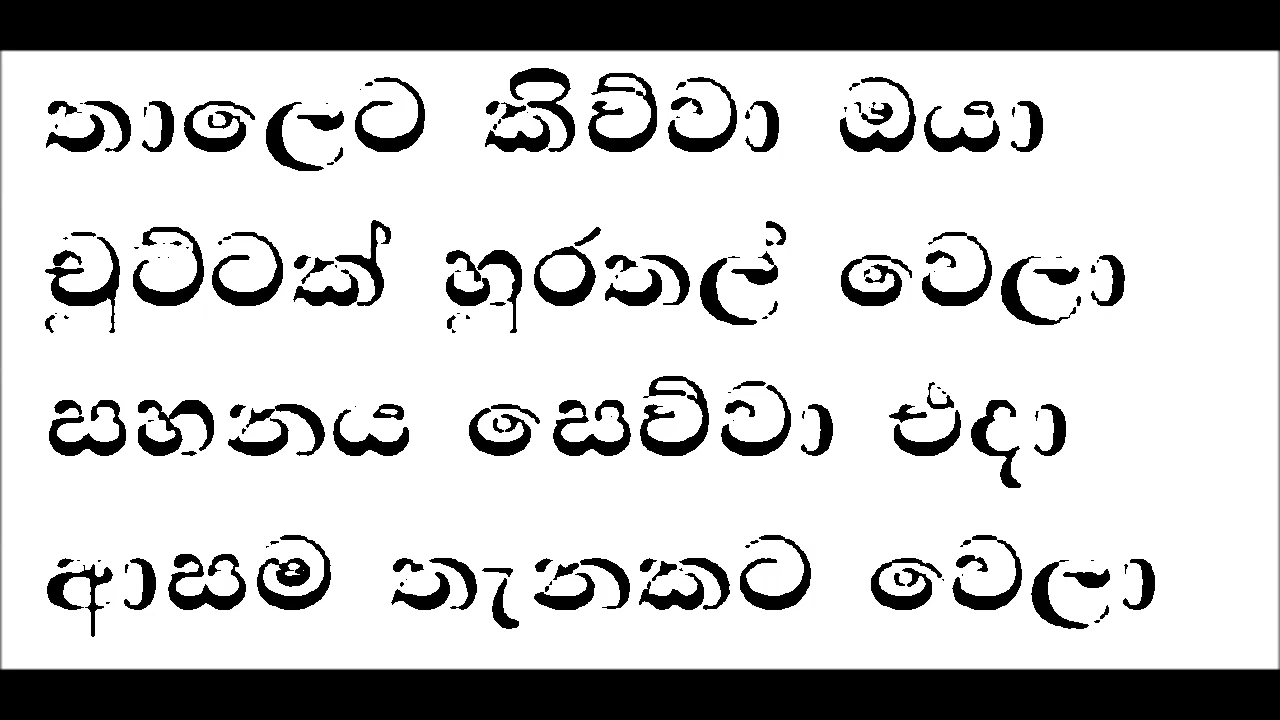 තාලෙට කිව්වා ඔයා
චූට්ටක් හූරතල් වෙලා
සහනය සෙව්වා එදා
ආසම තැනකට වෙලා